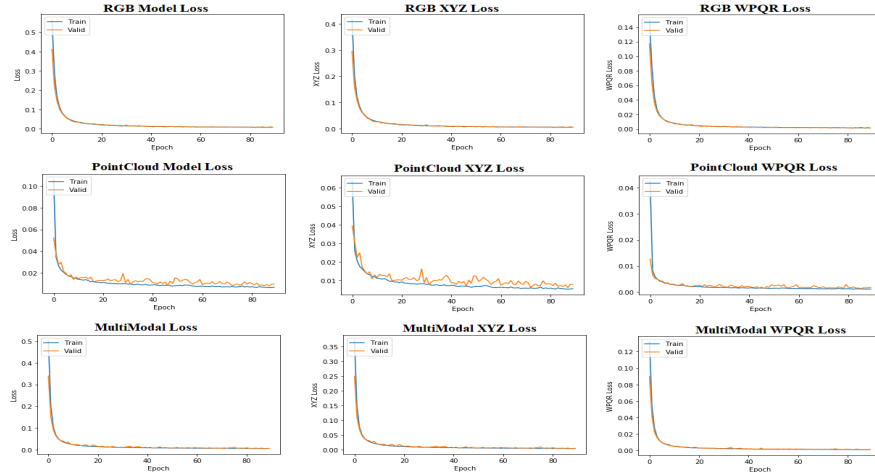 RGB Model Loss
Loss
0.5
0.4
0.3
0.2
0.1
0.0
Train
Valid
0 20 40 60 80
Epoch
RGB XYZ Loss
XYZ Loss
0.4
0.3
0.2
0.1
0.0
Train
Valid
0 20 40 60 80
Epoch
RGB WPQR Loss
WPQR Loss
0.14
0.12
0.10
0.08
0.06
0.04
0.02
0.00
Train
Valid
0 20 40 60 80
Epoch
PointCloud Model Loss
Loss
0.10
0.08
0.06
0.04
0.02
Train
Valid
0 20 40 60 80
Epoch
PointCloud XYZ Loss
XYZ Loss
0.06
0.05
0.04
0.03
0.02
0.01
Train
Valid
0 20 40 60 80
Epoch
PointCloud WPQR Loss
WPQR Loss
0.04
0.03
0.02
0.01
0.00
Train
Valid
0 20 40 60 80
Epoch
MultiModal Loss
Loss
0.5
0.4
0.3
0.2
0.1
0.0
Train
Valid
0 20 40 60 80
Epoch
MultiModal XYZ Loss
XYZ Loss
0.35
0.30
0.25
0.20
0.15
0.10
0.05
0.00
Train
Valid
0 20 40 60 80
Epoch
MultiModal WPQR Loss
WPQR Loss
0.12
0.10
0.08
0.06
0.04
0.02
0.00
Train
Valid
0 20 40 60 80
Epoch